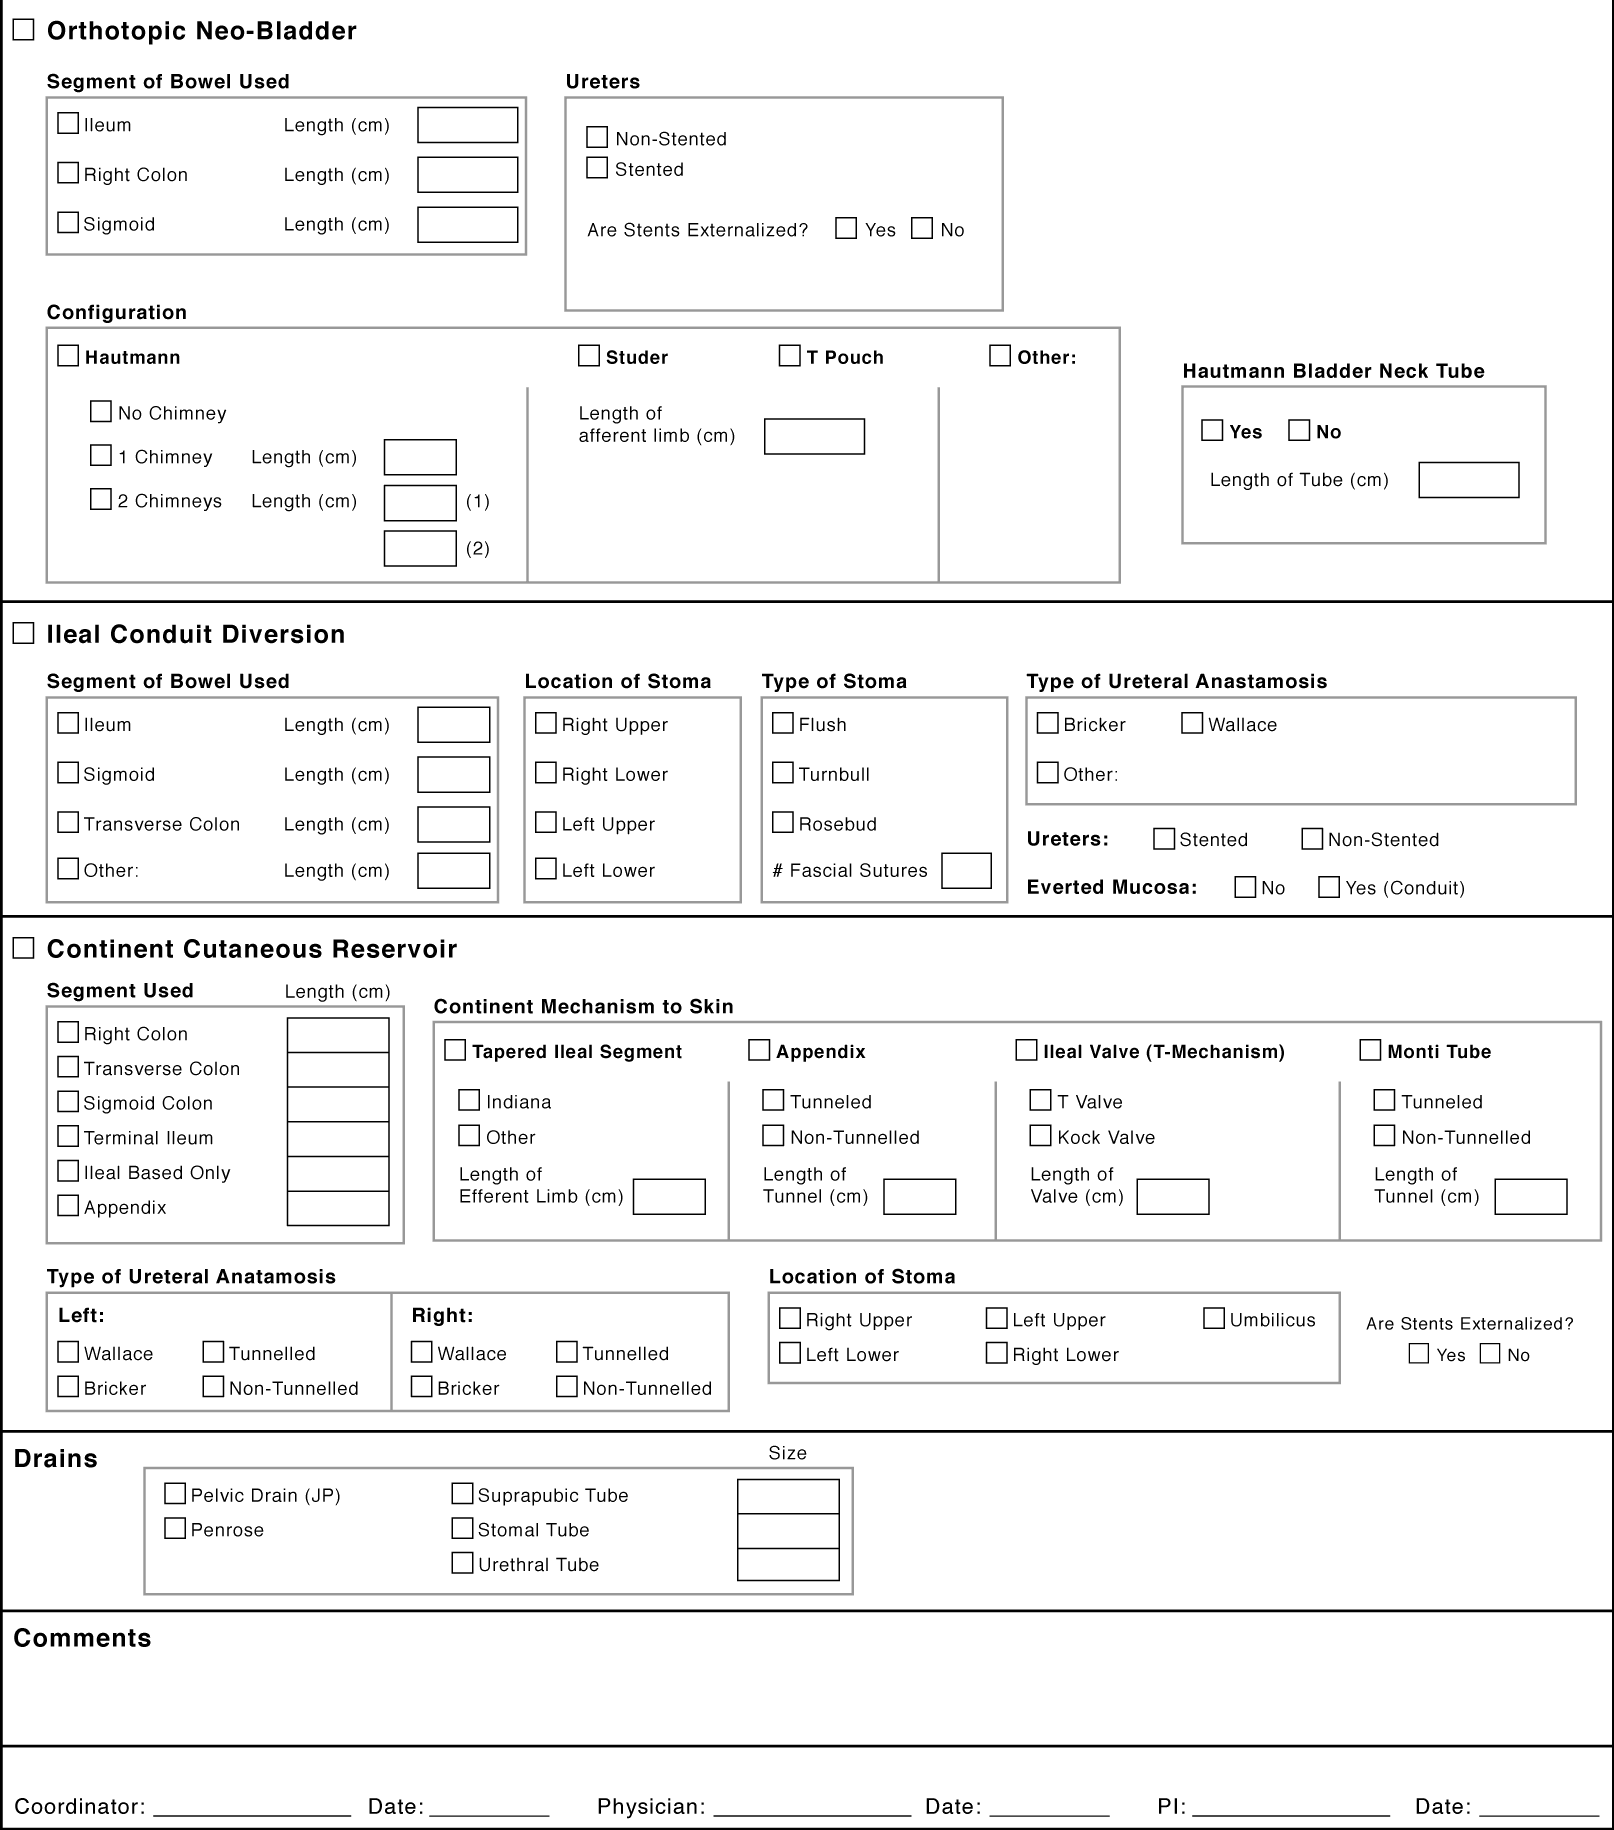 Orthotopic Neo-Bladder
Segment of Bowel Used
Ileum Length (cm)
Right Colon Length (cm)
Sigmoid Length (cm)
Ureters
Non-Stented
Stented
Are Stents Externalized? Yes No
Configuration
Hautmann
No Chimney
1 Chimney Length (cm)
2 Chimneys Length (cm) (1)
(2)
Studer T Pouch
Length of
afferent limb (cm)
Other:
Hautmann Bladder Neck Tube
Yes No
Length of Tube (cm)
Ileal Conduit Diversion
Segment of Bowel Used
Ileum Length (cm)
Sigmoid Length (cm)
Transverse Colon Length (cm)
Other: Length (cm)
Location of Stoma
Right Upper
Right Lower
Left Upper
Left Lower
Type of Stoma
Flush
Turnbull
Rosebud
# Fascial Sutures
Type of Ureteral Anastamosis
Bricker Wallace
Other:
Ureters: Stented Non-Stented
Everted Mucosa: No Yes (Conduit)
Continent Cutaneous Reservoir
Segment Used Length (cm)
Right Colon
Transverse Colon
Sigmoid Colon
Terminal Ileum
Ileal Based Only
Appendix
Continent Mechanism to Skin
Tapered Ileal Segment
Indiana
Other
Length of
Efferent Limb (cm)
Appendix
Tunneled
Non-Tunnelled
Length of
Tunnel (cm)
Ileal Valve (T-Mechanism)
T Valve
Kock Valve
Length of
Valve (cm)
Monti Tube
Tunneled
Non-Tunnelled
Length of
Tunnel (cm)
Type of Ureteral Anatamosis
Left:
Wallace Tunnelled
Bricker Non-Tunnelled
Right:
Wallace Tunnelled
Bricker Non-Tunnelled
Location of Stoma
Right Upper Left Upper Umbilicus
Left Lower Right Lower
Are Stents Externalized?
Yes No
Drains
Size
Pelvic Drain (JP) Suprapubic Tube
Penrose Stomal Tube
Urethral Tube
Comments
Coordinator: Date: Physician: Date: PI: Date: